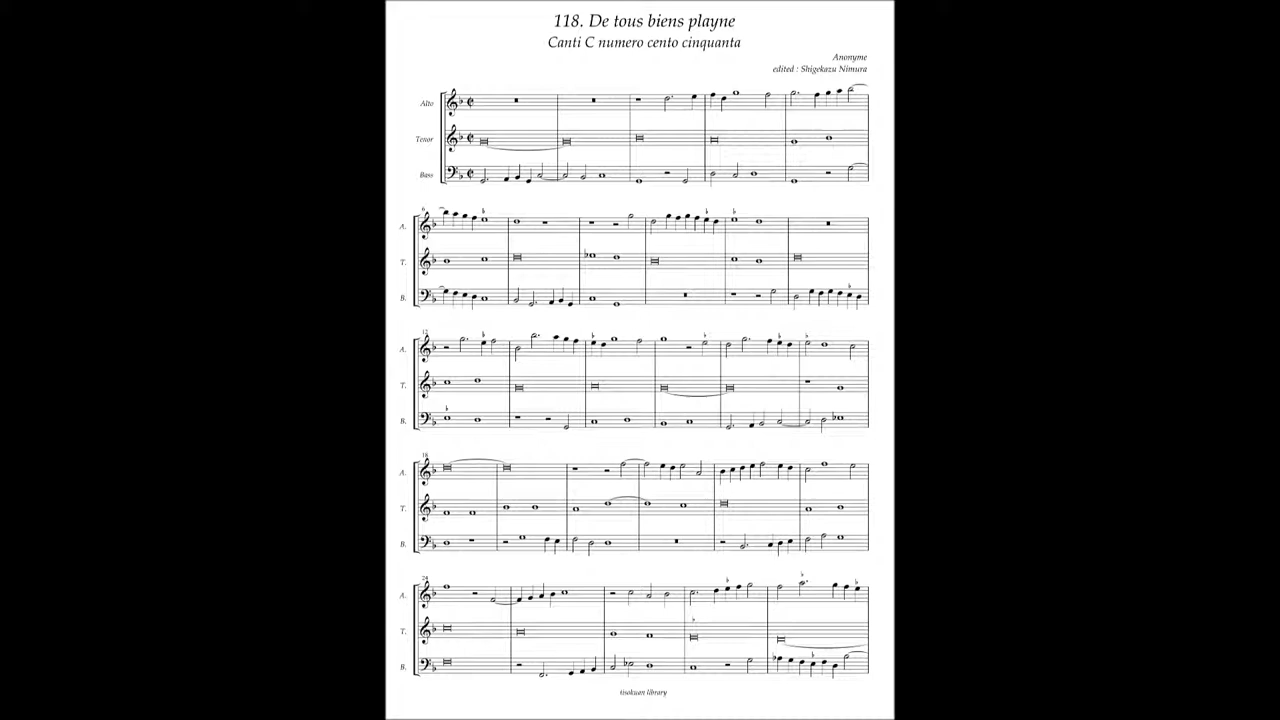 118. De tous biens playne
Canti C numero cento cinquanta
Anonyme
edited : Shigekazu Nimura
Alto
Tenor
Bass
6
A.
T.
B.
12
A.
T.
B.
18
A.
T.
B.
24
A.
T.
B.
tisokuan library